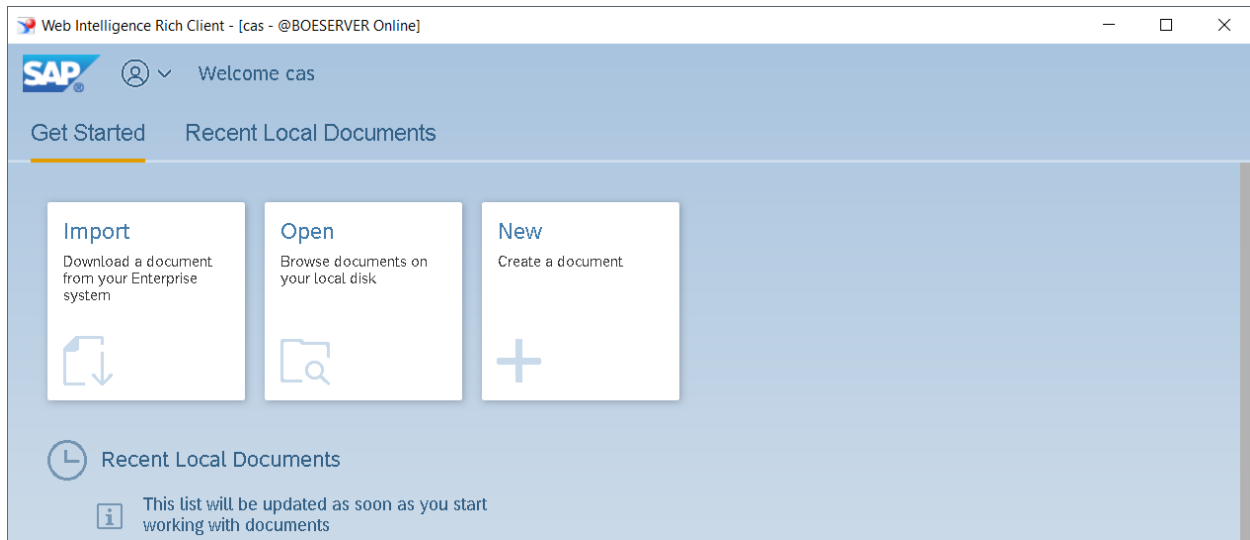 Web Intelligence Rich Client - [cas - @BOESERVER Online]
SAP®
Welcome cas
Get Started
Recent Local Documents
Import
Download a document
from your Enterprise
system
Open
Browse documents on
your local disk
New
Create a document
Recent Local Documents
This list will be updated as soon as you start
working with documents